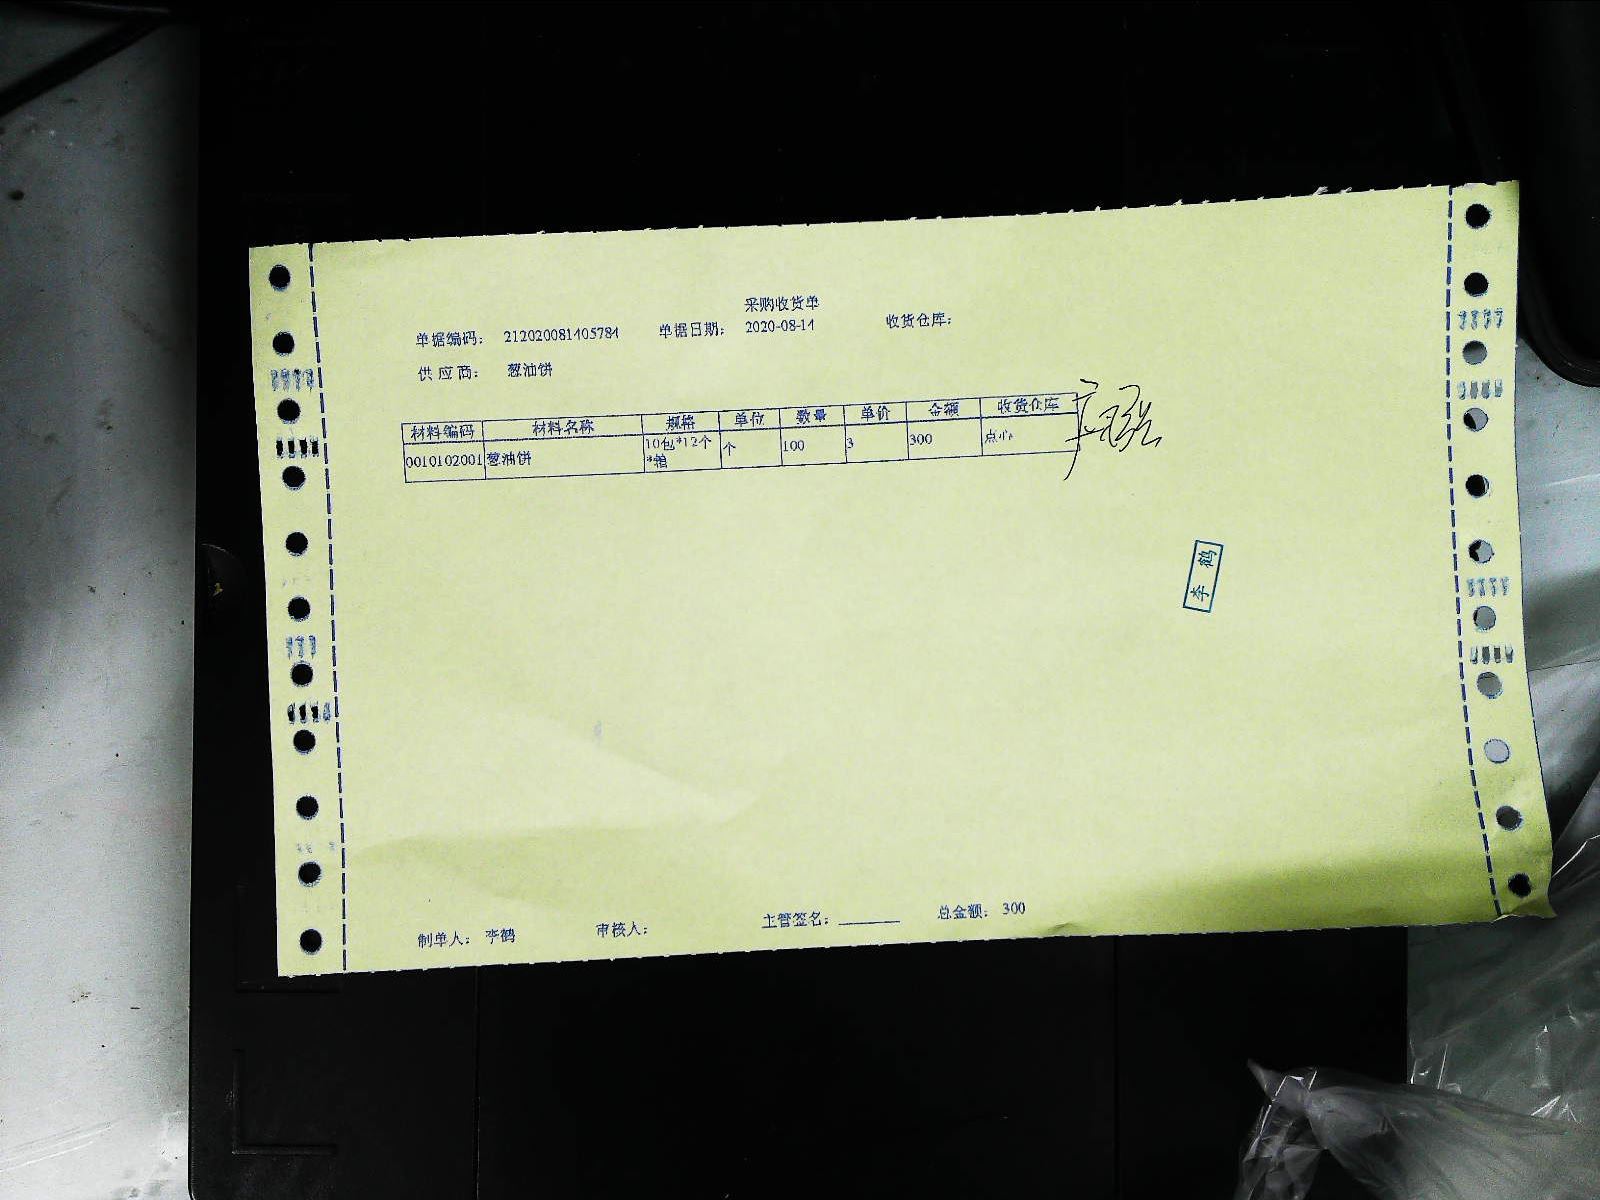 采购收货单
单据编码: 212020081405784 单据日期: 2020-08-14 收货仓库:
供应商: 葱油饼
材料编码 材料名称 规格 单位 数量 单价 金额 收货仓库
0010102001 葱油饼 10包*12个 个 100 3 300 点心
*箱
李鹤
制单人: 李鹤 审核人: 主管签名: 总金额: 300